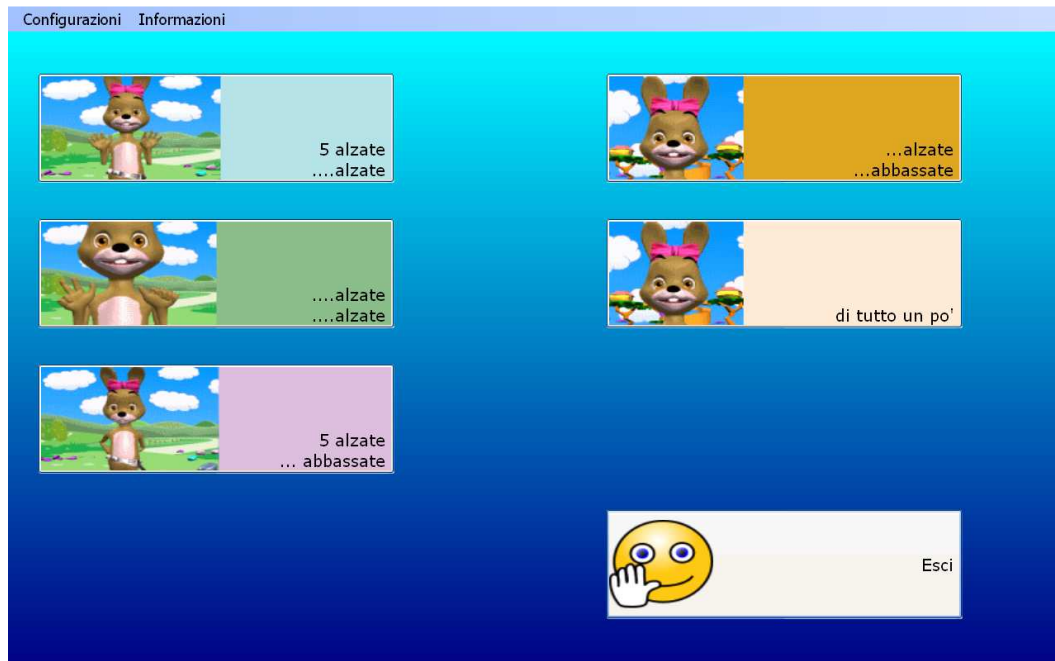 Configurazioni Informazioni
5 alzate
....alzate
...alzate
...abbassate
....alzate
....alzate
di tutto un po'
5 alzate
... abbassate
Esci